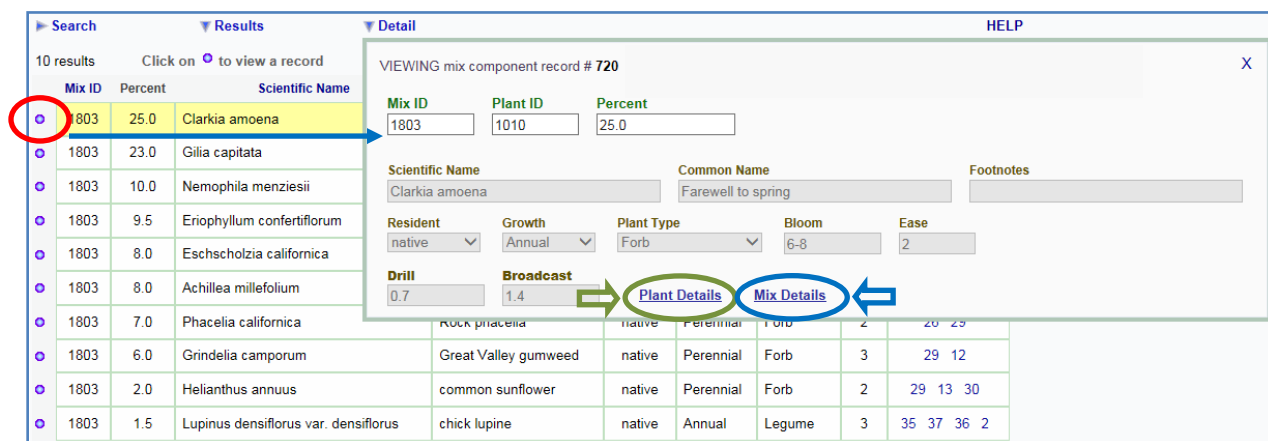 Search Results Detail HELP
10 results Click on to view a record
VIEWING mix component record # 720 X
Mix ID Percent Scientific Name
Mix ID Plant ID Percent
1803 1010 25.0
1803 25.0 Clarkia amoena
1803 23.0 Gilia capitata
Scientific Name Common Name Footnotes
Clarkia amoena Farewell to spring
1803 10.0 Nemophila menziesii
1803 9.5 Eriophyllum confertiflorum
Resident Growth Plant Type Bloom Ease
native Annual Forb 6-8 2
1803 8.0 Eschscholzia californica
Drill Broadcast
0.7 1.4 Plant Details Mix Details
1803 8.0 Achillea millefolium
1803 7.0 Phacelia californica Rock phacelia native Perennial Forb 2 26 29
1803 6.0 Grindelia camporum Great Valley gumweed native Perennial Forb 3 29 12
1803 2.0 Helianthus annuus common sunflower native Perennial Forb 2 29 13 30
1803 1.5 Lupinus densiflorus var. densiflorus chick lupine native Annual Legume 3 35 37 36 2